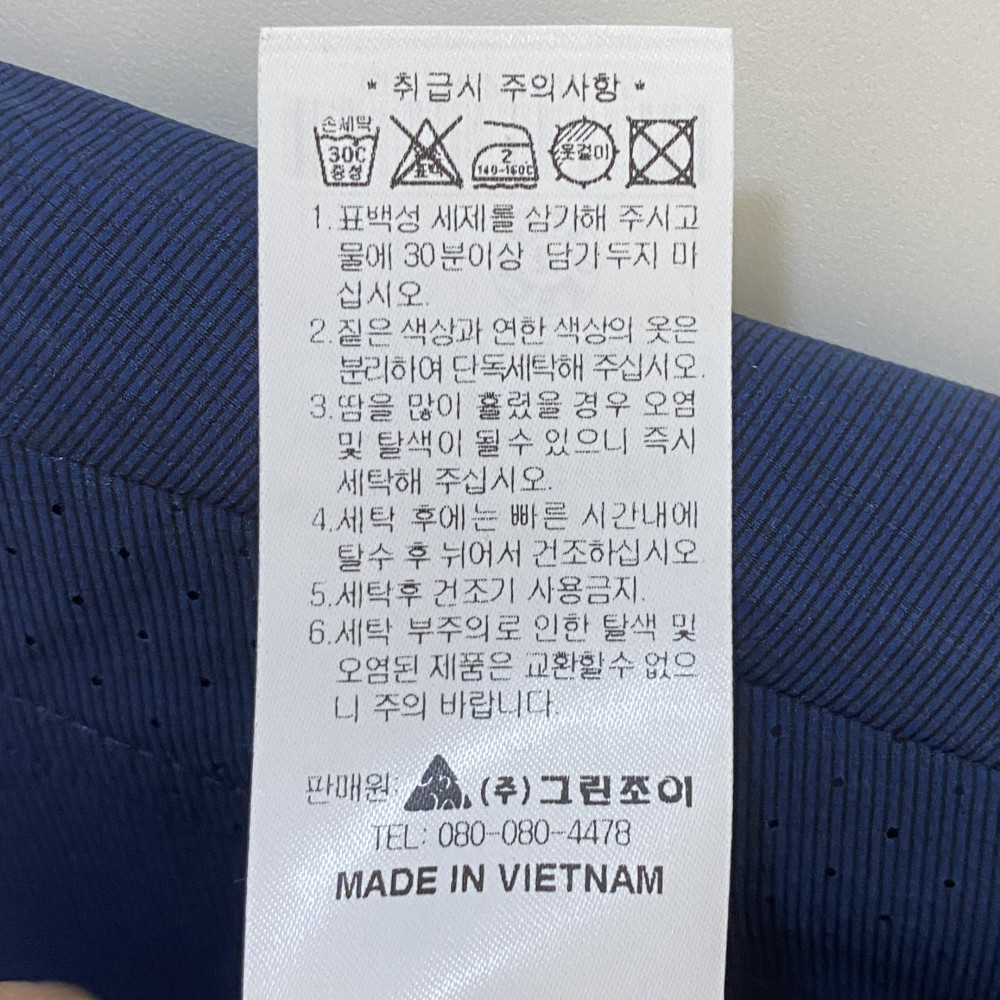 * 취급시 주의사항 *
손세탁 30C 중성
표백
2 140~160C
옷걸이
1. 표백성 세제를 삼가해 주시고
물에 30분이상 담가두지 마
십시오.
2. 짙은 색상과 연한 색상의 옷은
분리하여 단독세탁해 주십시오.
3. 땀을 많이 흘렸을 경우 오염
및 탈색이 될수 있으니 즉시
세탁해 주십시오.
4. 세탁 후에는 빠른 시간내에
탈수 후 뉘어서 건조하십시오
5. 세탁후 건조기 사용금지.
6. 세탁 부주의로 인한 탈색 및
오염된 제품은 교환할수 없으
니 주의 바랍니다.
판매원: (주)그린조이
TEL: 080-080-4478
MADE IN VIETNAM